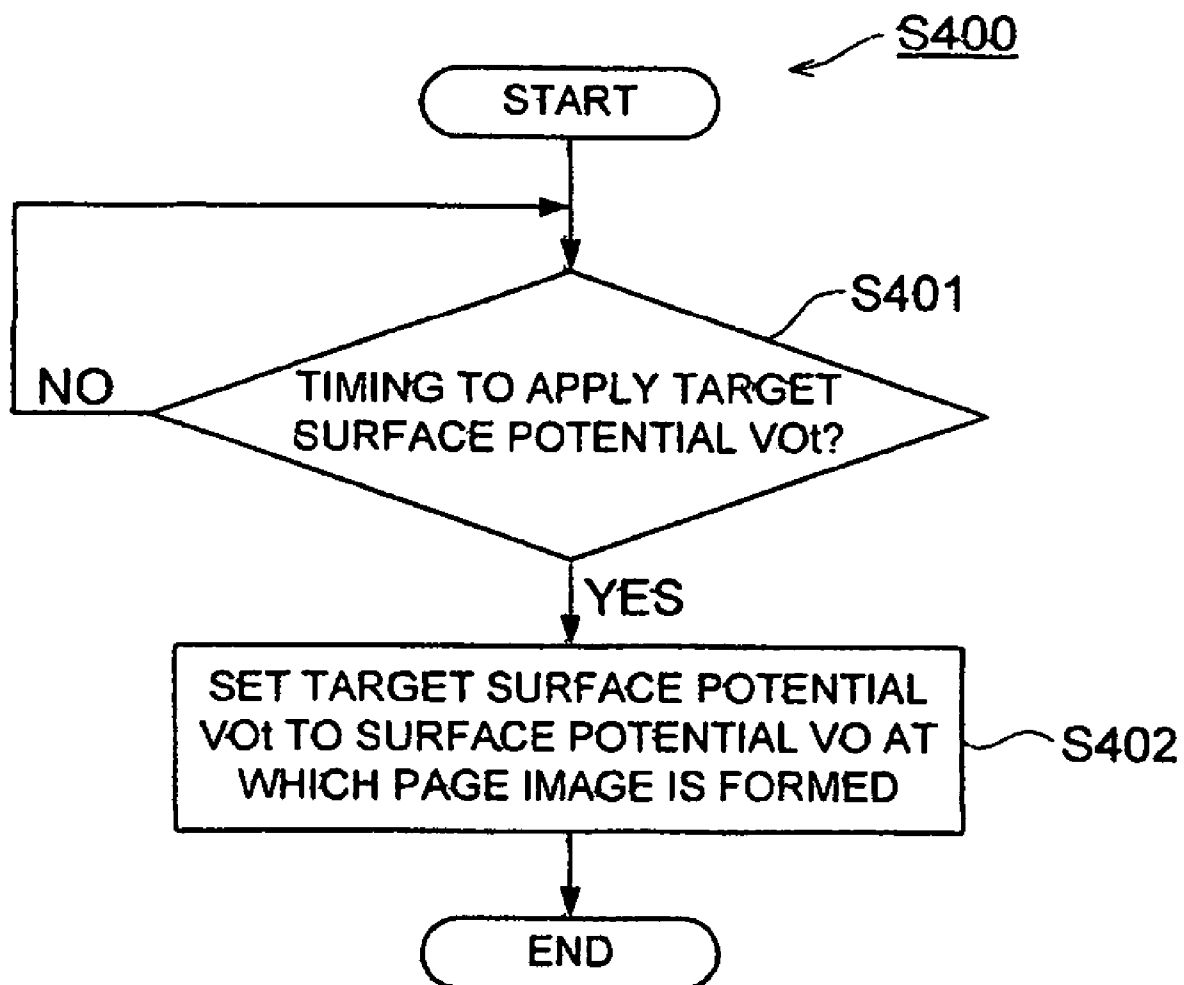 S400
START
S401
TIMING TO APPLY TARGET
SURFACE POTENTIAL VOt?
NO
YES
SET TARGET SURFACE POTENTIAL
VOt TO SURFACE POTENTIAL VO AT
WHICH PAGE IMAGE IS FORMED
S402
END